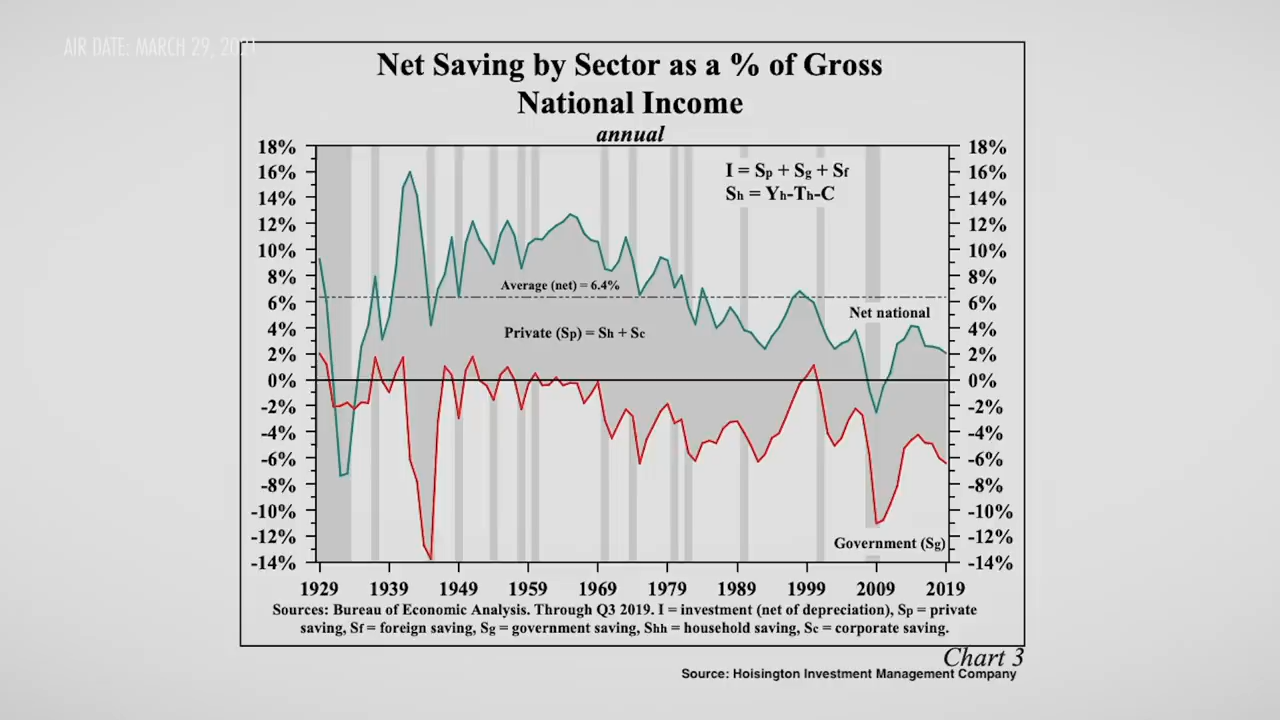 AIR DATE: MARCH 29, 2021
Net Saving by Sector as a % of Gross
National Income
annual
18% 18%
16% 16%
14% 14%
12% 12%
10% 10%
8% 8%
6% 6%
4% 4%
2% 2%
0% 0%
-2% -2%
-4% -4%
-6% -6%
-8% -8%
-10% -10%
-12% -12%
-14% -14%
I = Sp + Sg + Sf
Sh = Yh-Th-C
Average (net) = 6.4%
Net national
Private (Sp) = Sh + Sc
Government (Sg)
1929 1939 1949 1959 1969 1979 1989 1999 2009 2019
Sources: Bureau of Economic Analysis. Through Q3 2019. I = investment (net of depreciation), Sp = private
saving, Sf = foreign saving, Sg = government saving, Shh = household saving, Sc = corporate saving.
Chart 3
Source: Hoisington Investment Management Company